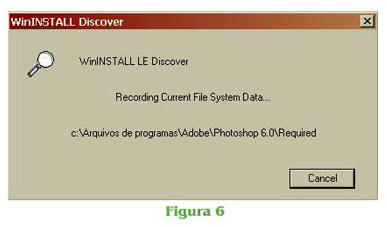 WinINSTALL Discover
WinINSTALL LE Discover
Recording Current File System Data...
c:\Arquivos de programas\Adobe\Photoshop 6.0\Required
Cancel
Figura 6